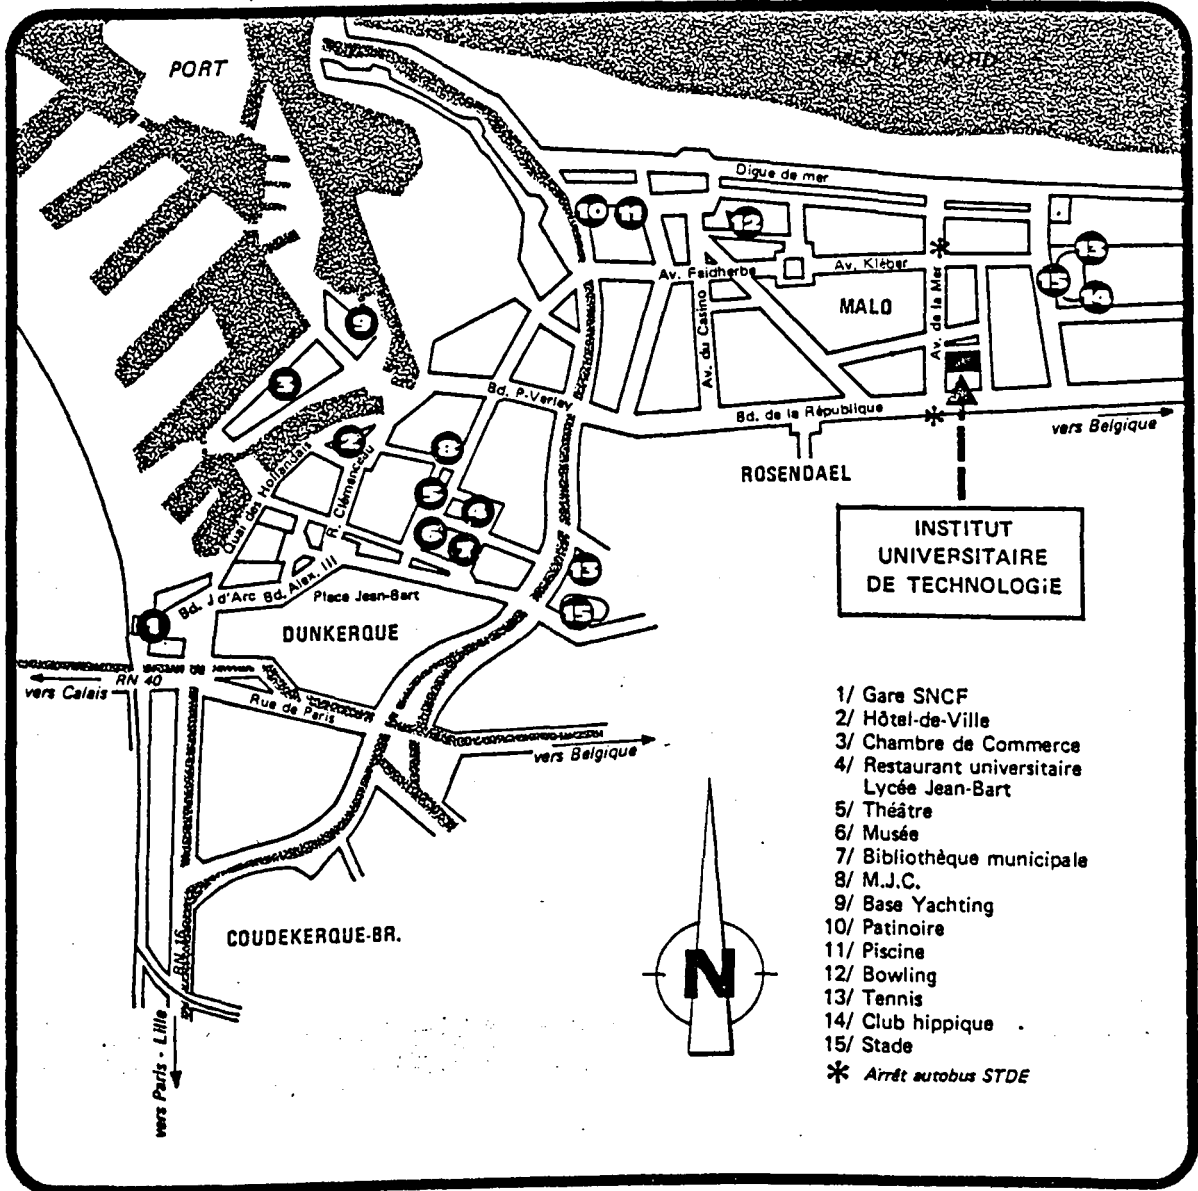 PORT
MER DU NORD
Digue de mer
10
11
12
13
Av. Faidherbe
Av. Kléber
15
14
MALO
Av. du Casino
Av. de la Mer
9
3
Bd. P. Verley
Bd. de la République
vers Belgique
ROSENDAEL
2
8
Quai des Hollandais
R. Clémenceau
5
6
INSTITUT
UNIVERSITAIRE
DE TECHNOLOGiE
13
15
Bd. J d'Arc
Bd. Alex. III
Place Jean-Bart
1
DUNKERQUE
RN 40
vers Calais
Rue de Paris
vers Belgique
1/ Gare SNCF
2/ Hôtel-de-Ville
3/ Chambre de Commerce
4/ Restaurant universitaire
Lycée Jean-Bart
5/ Théâtre
6/ Musée
7/ Bibliothèque municipale
8/ M.J.C.
9/ Base Yachting
10/ Patinoire
11/ Piscine
12/ Bowling
13/ Tennis
14/ Club hippique
15/ Stade
* Arrêt autobus STDE
COUDEKERQUE-BR.
N
RN 16
vers Paris - Lille